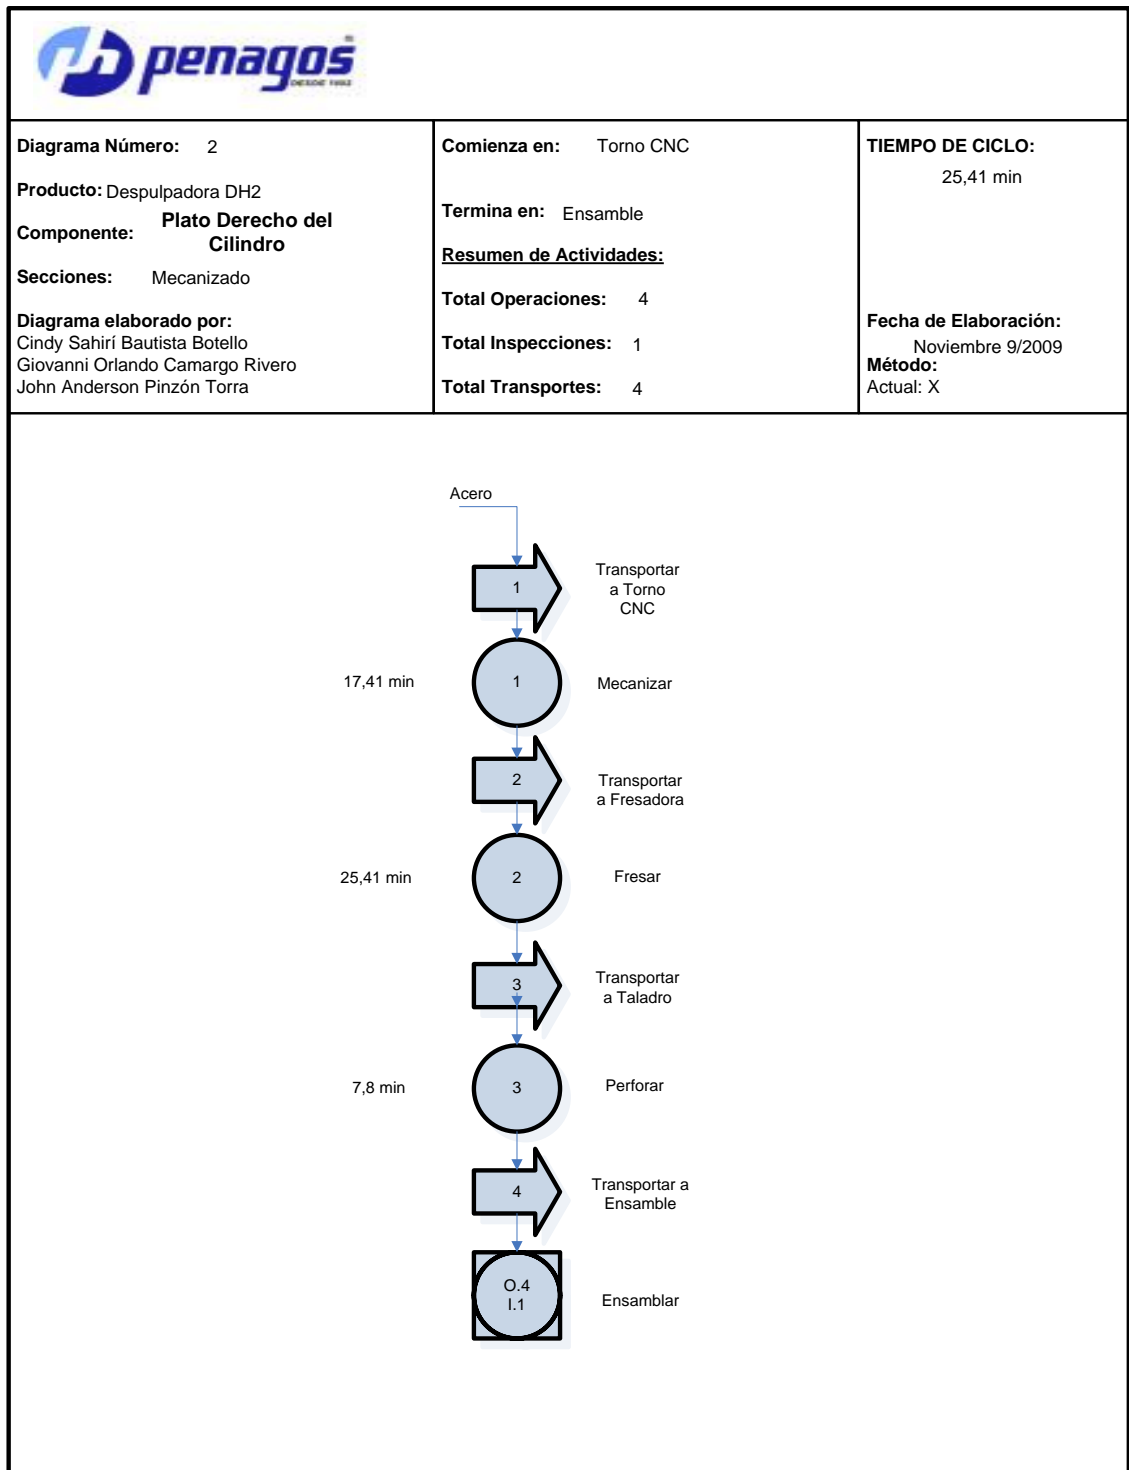 penagos
DESDE 1892
Diagrama Número: 2
Producto: Despulpadora DH2
Componente: Plato Derecho del
Cilindro
Secciones: Mecanizado
Diagrama elaborado por:
Cindy Sahirí Bautista Botello
Giovanni Orlando Camargo Rivero
John Anderson Pinzón Torra
Comienza en: Torno CNC
Termina en: Ensamble
Resumen de Actividades:
Total Operaciones: 4
Total Inspecciones: 1
Total Transportes: 4
TIEMPO DE CICLO:
25,41 min
Fecha de Elaboración:
Noviembre 9/2009
Método:
Actual: X
Acero
1
Transportar
a Torno
CNC
17,41 min
1
Mecanizar
2
Transportar
a Fresadora
25,41 min
2
Fresar
3
Transportar
a Taladro
7,8 min
3
Perforar
4
Transportar a
Ensamble
O.4
I.1
Ensamblar